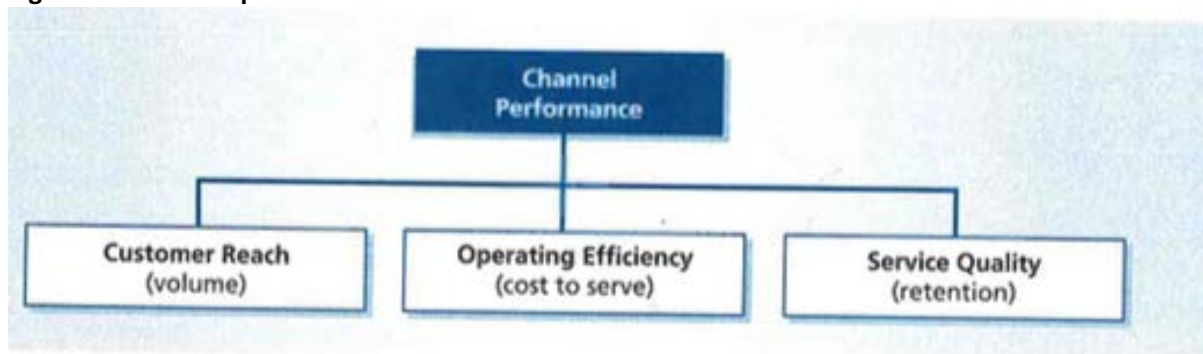 Channel
Performance
Customer Reach
(volume)
Operating Efficiency
(cost to serve)
Service Quality
(retention)